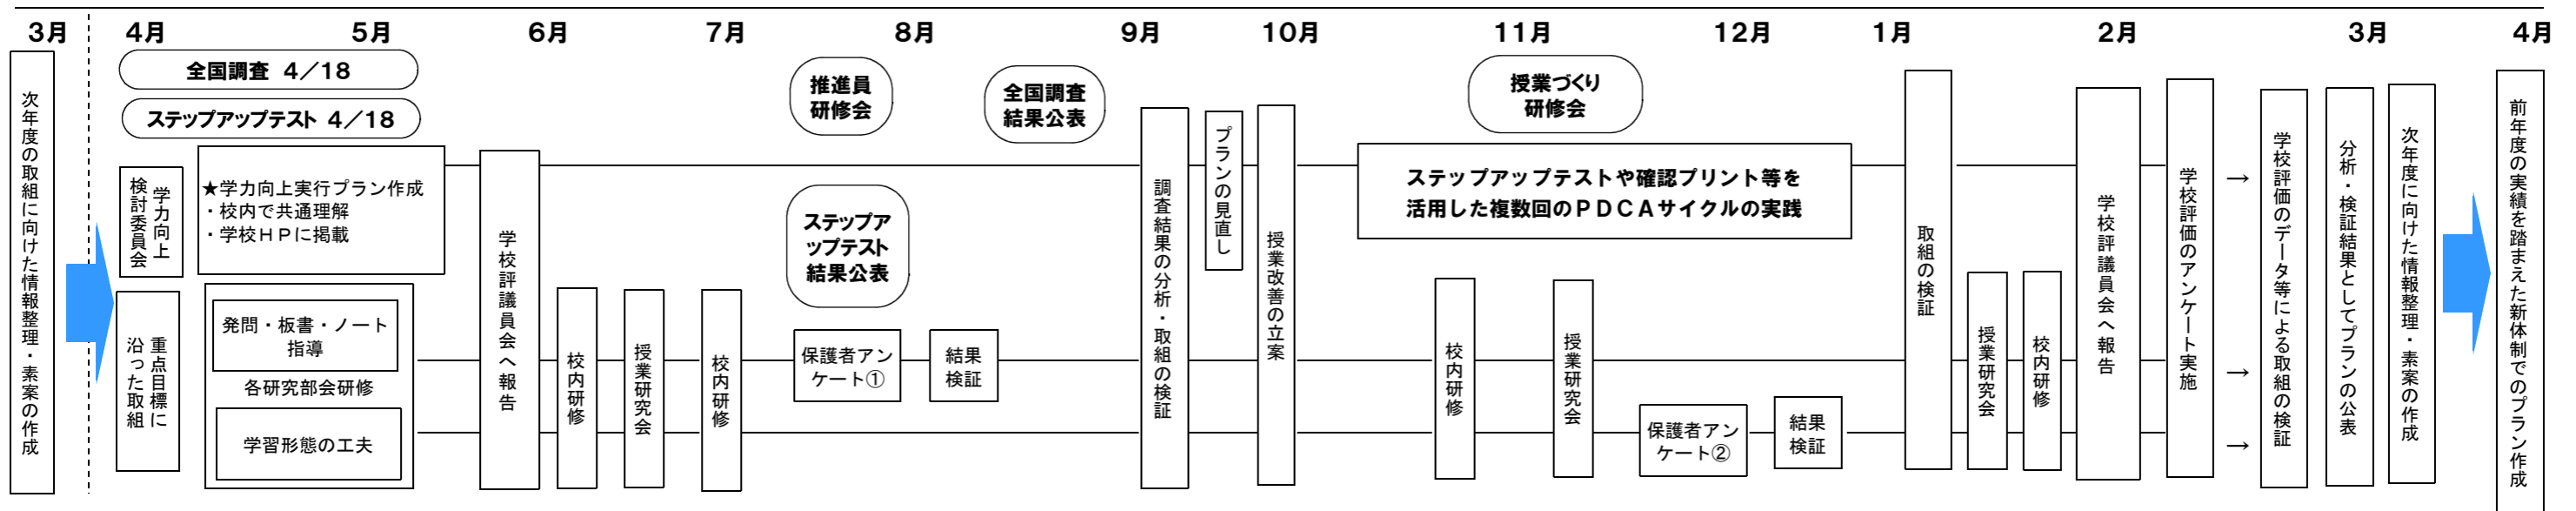 3月 4月 5月 6月 7月 8月 9月 10月 11月 12月 1月 2月 3月 4月
次年度の取組に向けた情報整理・素案の作成
全国調査 4／18
ステップアップテスト 4／18
学力向上
検討委員会
★学力向上実行プラン作成
・校内で共通理解
・学校ＨＰに掲載
重点目標に
沿った取組
発問・板書・ノート
指導
各研究部会研修
学習形態の工夫
学校評議員会へ報告
校内研修
授業研究会
校内研修
推進員
研修会
ステップア
ップテスト
結果公表
保護者アン
ケート①
結果
検証
全国調査
結果公表
調査結果の分析・取組の検証
プランの見直し
授業改善の立案
授業づくり
研修会
ステップアップテストや確認プリント等を
活用した複数回のＰＤＣＡサイクルの実践
校内研修
授業研究会
保護者アン
ケート②
結果
検証
取組の検証
授業研究会
校内研修
学校評議員会へ報告
学校評価のアンケート実施
→
→
→
学校評価のデータ等による取組の検証
分析・検証結果としてプランの公表
次年度に向けた情報整理・素案の作成
前年度の実績を踏まえた新体制でのプラン作成